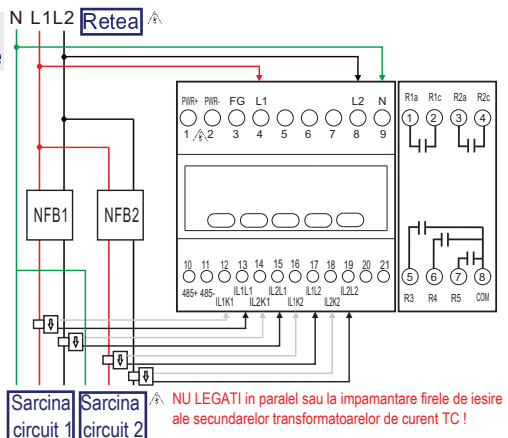 N L1L2 Retea
PWR+ PWR- FG L1 L2 N
1 2 3 4 5 6 7 8 9
R1a R1c R2a R2c
1 2 3 4
NFB1 NFB2
10 11 12 13 14 15 16 17 18 19 20 21
485+ 485- IL1L1 IL2L1 IL1L2 IL2L2
IL1K1 IL2K1 IL1K2 IL2K2
5 6 7 8
R3 R4 R5 COM
Sarcina circuit 1
Sarcina circuit 2
NU LEGATI in paralel sau la impamantare firele de iesire
ale secundarelor transformatoarelor de curent TC !